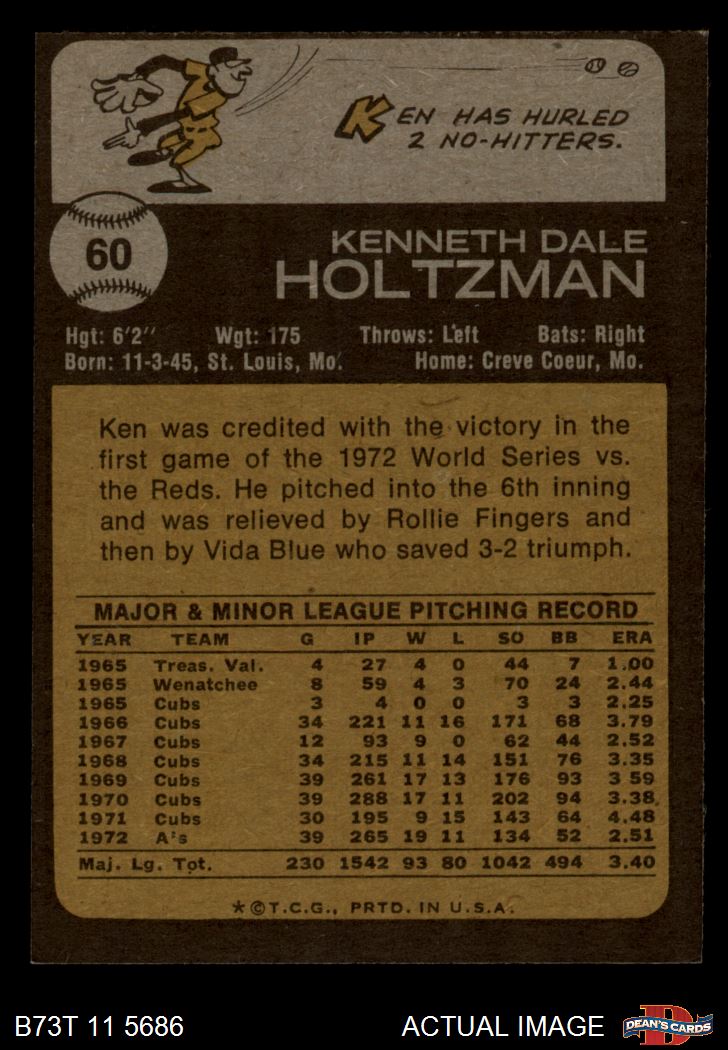 KEN HAS HURLED
2 NO-HITTERS.
60
KENNETH DALE
HOLTZMAN
Hgt: 6'2" Wgt: 175 Throws: Left Bats: Right
Born: 11-3-45, St. Louis, Mo. Home: Creve Coeur, Mo.
Ken was credited with the victory in the
first game of the 1972 World Series vs.
the Reds. He pitched into the 6th inning
and was relieved by Rollie Fingers and
then by Vida Blue who saved 3-2 triumph.
MAJOR & MINOR LEAGUE PITCHING RECORD
YEAR TEAM G IP W L SO BB ERA
1965 Treas. Val. 4 27 4 0 44 7 1.00
1965 Wenatchee 8 59 4 3 70 24 2.44
1965 Cubs 3 4 0 0 3 3 2.25
1966 Cubs 34 221 11 16 171 68 3.79
1967 Cubs 12 93 9 0 62 44 2.52
1968 Cubs 34 215 11 14 151 76 3.35
1969 Cubs 39 261 17 13 176 93 3 59
1970 Cubs 39 288 17 11 202 94 3.38
1971 Cubs 30 195 9 15 143 64 4.48
1972 A's 39 265 19 11 134 52 2.51
Maj. Lg. Tot. 230 1542 93 80 1042 494 3.40
*©T.C.G., PRTD. IN U.S.A.
B73T 11 5686 ACTUAL IMAGE D DEAN'S CARDS